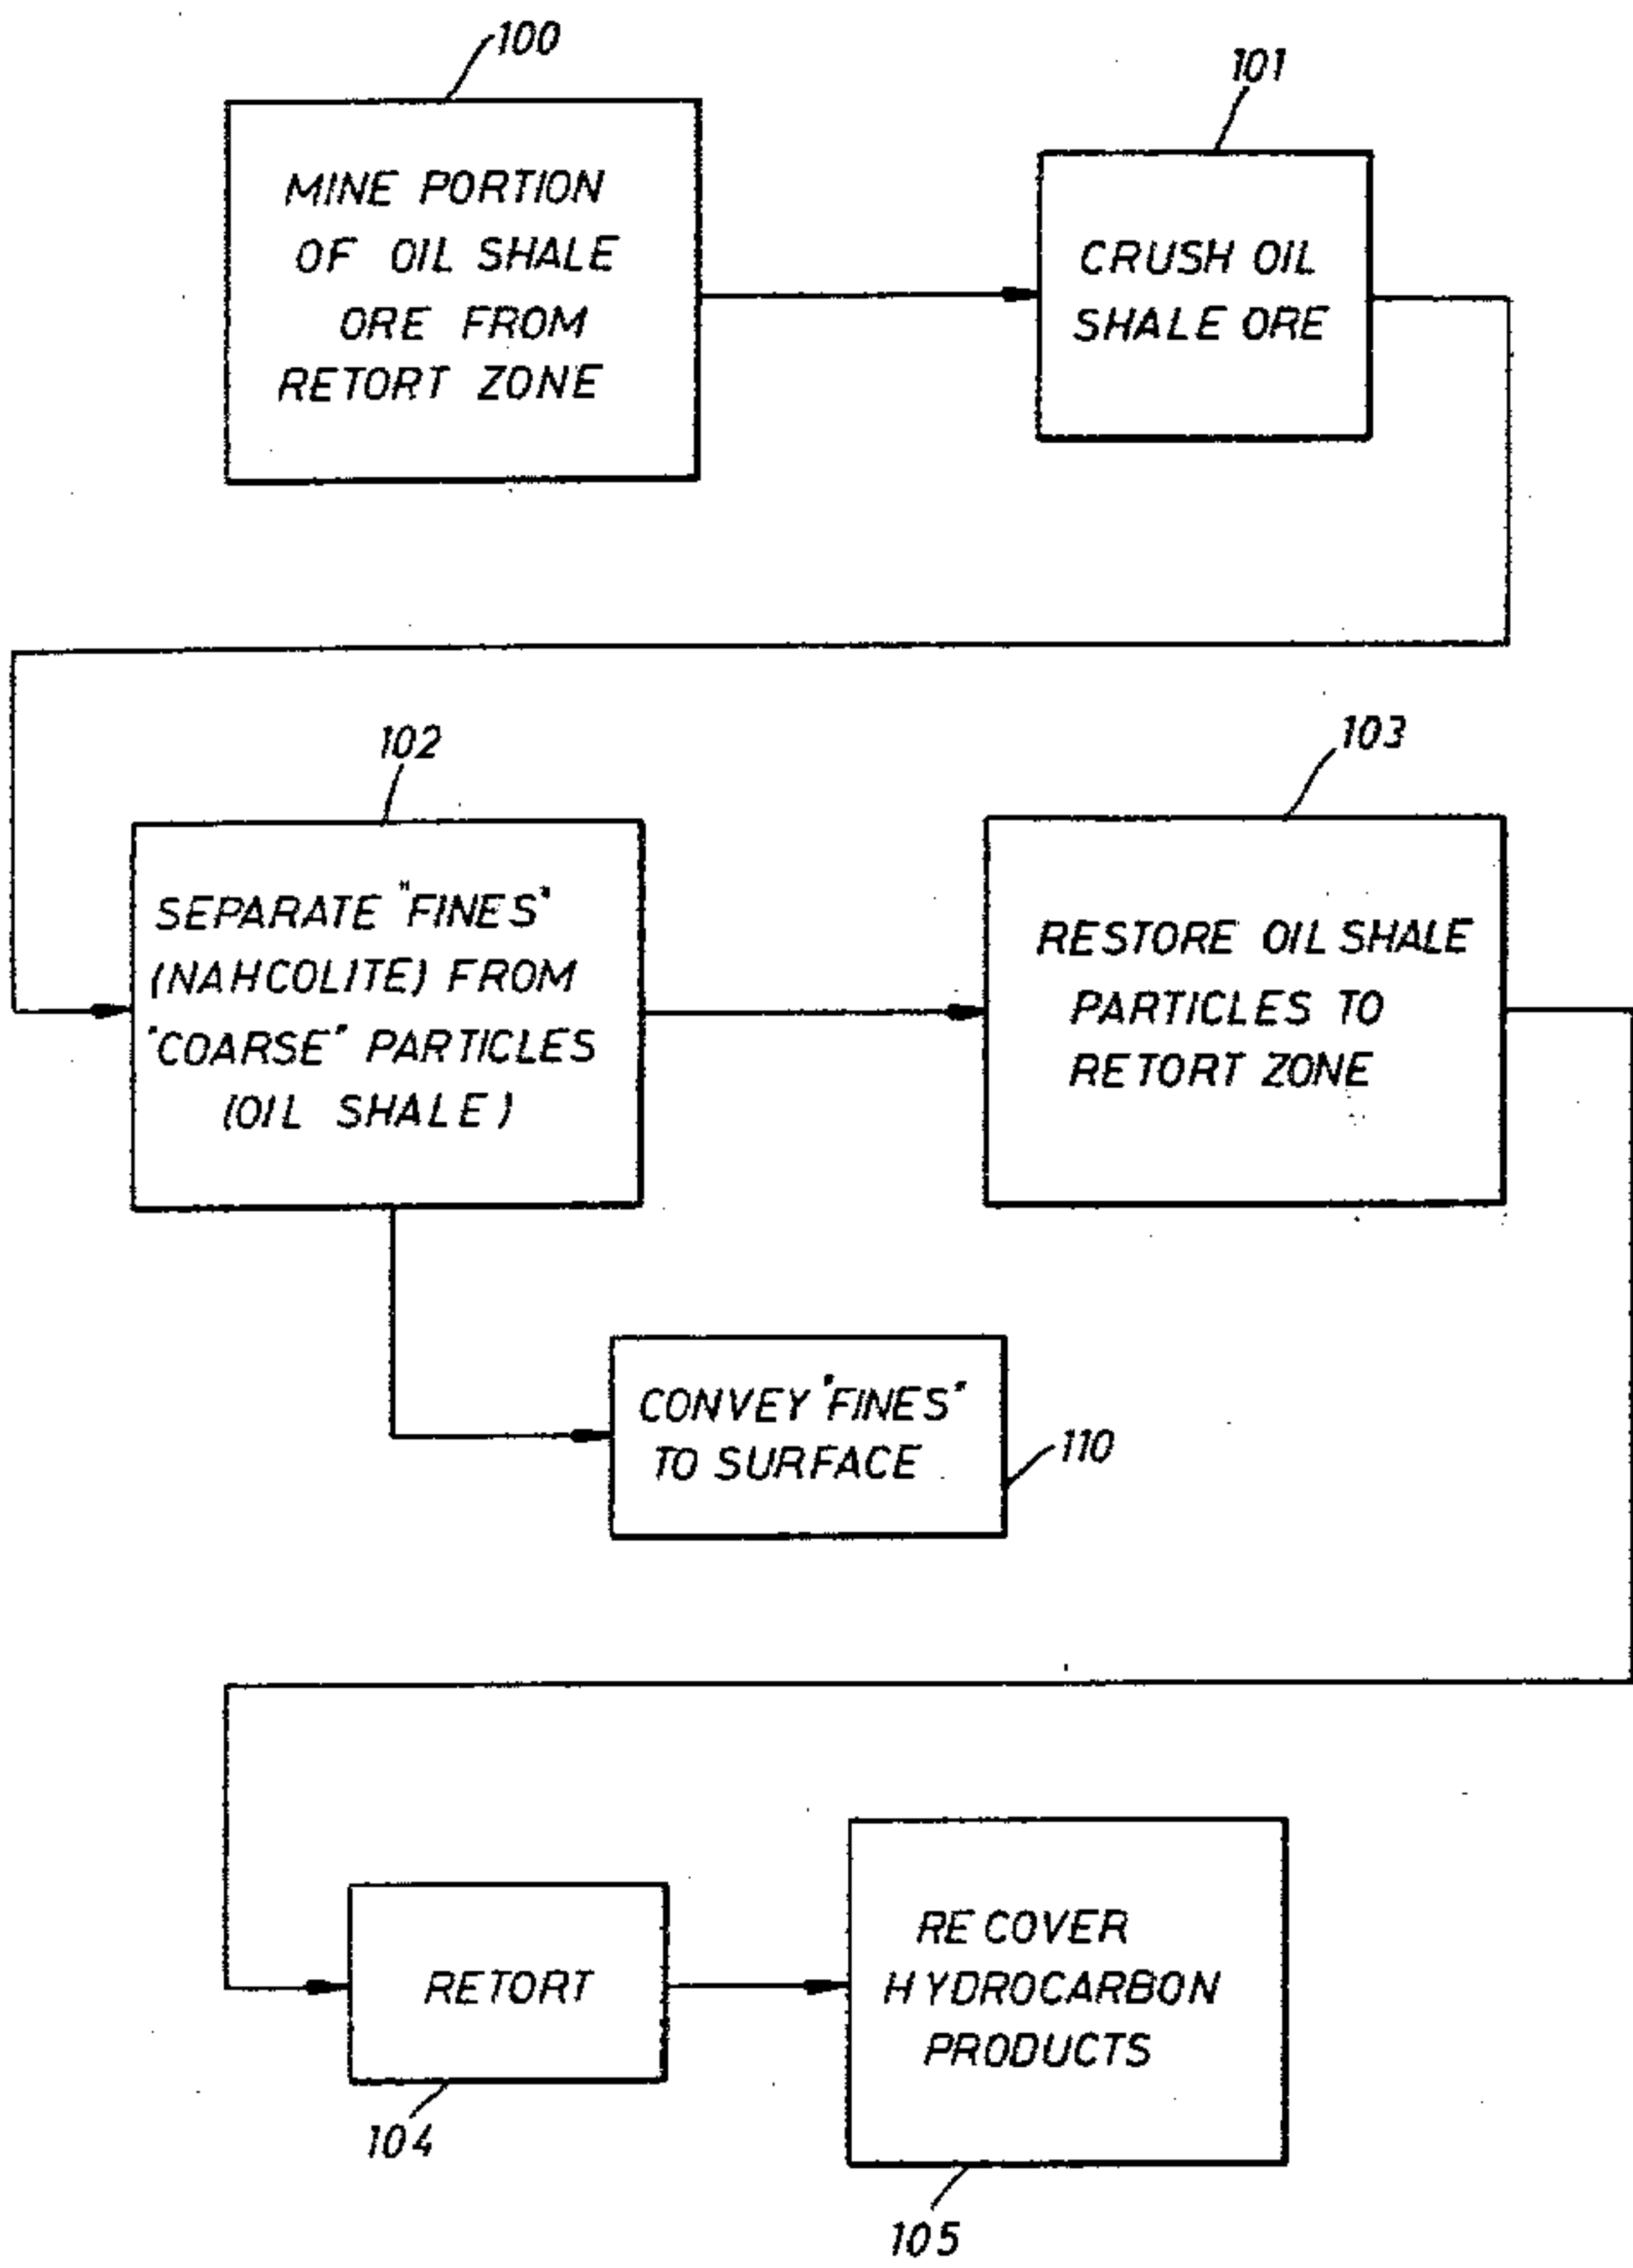 100
MINE PORTION
OF OIL SHALE
ORE FROM
RETORT ZONE
101
CRUSH OIL
SHALE ORE
102
SEPARATE "FINES"
(NAHCOLITE) FROM
"COARSE" PARTICLES
(OIL SHALE)
103
RESTORE OIL SHALE
PARTICLES TO
RETORT ZONE
CONVEY "FINES"
TO SURFACE
110
RETORT
104
RECOVER
HYDROCARBON
PRODUCTS
105